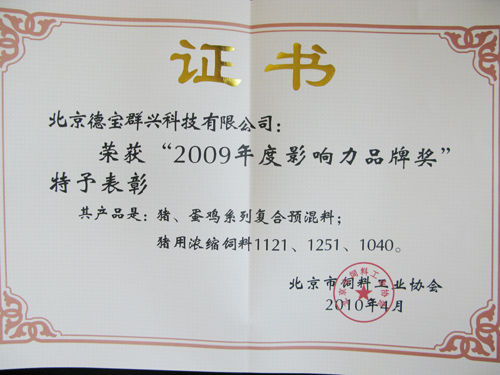 证书
北京德宝群兴科技有限公司：
荣获“2009年度影响力品牌奖”
特予表彰
其产品是：猪、蛋鸡系列复合预混料；
猪用浓缩饲料1121、1251、1040。
北京市饲料工业协会
2010年4月